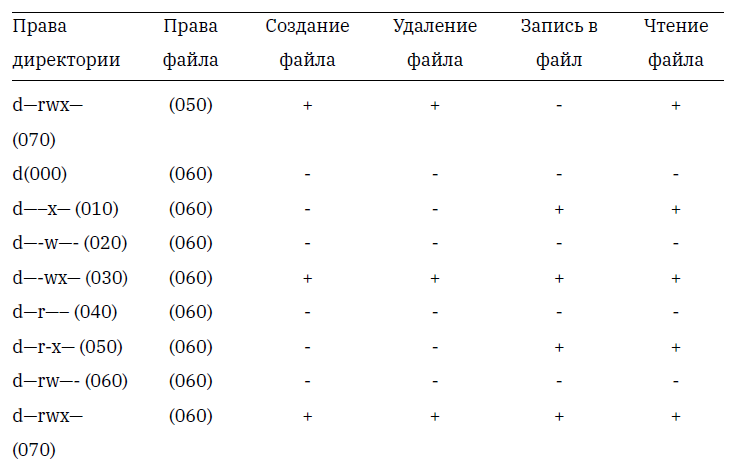 Права Права Создание Удаление Запись в Чтение
директории файла файла файла файл файла
d—rwx— (050) + + - +
(070)
d(000) (060) - - - -
d—–x— (010) (060) - - + +
d—-w—- (020) (060) - - - -
d—-wx— (030) (060) + + + +
d—r—– (040) (060) - - - -
d—r-x— (050) (060) - - + +
d—rw—- (060) (060) - - - -
d—rwx— (060) + + + +
(070)